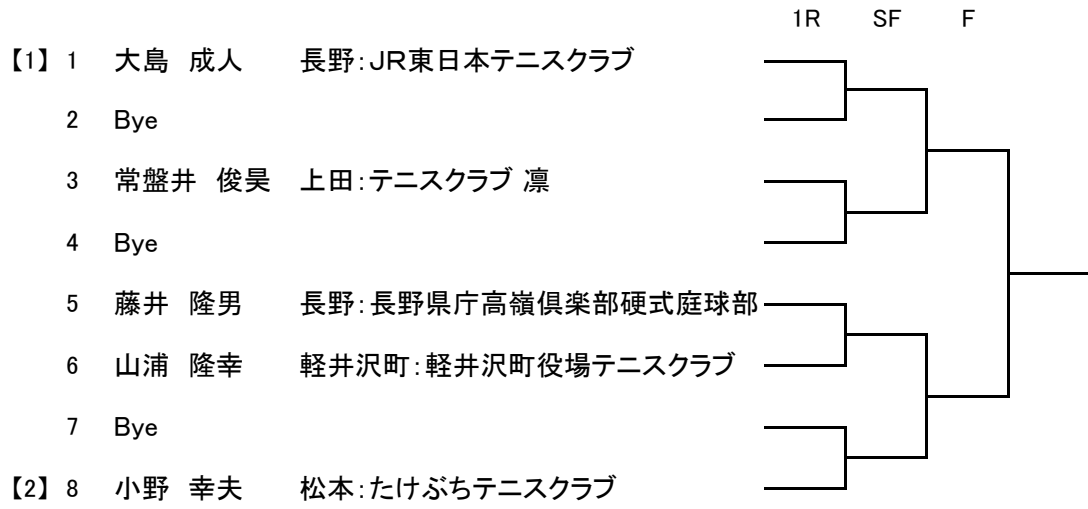 1R SF F
【1】 1 大島 成人 長野:JR東日本テニスクラブ
2 Bye
3 常盤井 俊昊 上田:テニスクラブ 凛
4 Bye
5 藤井 隆男 長野:長野県庁高嶺倶楽部硬式庭球部
6 山浦 隆幸 軽井沢町:軽井沢町役場テニスクラブ
7 Bye
【2】 8 小野 幸夫 松本:たけぶちテニスクラブ